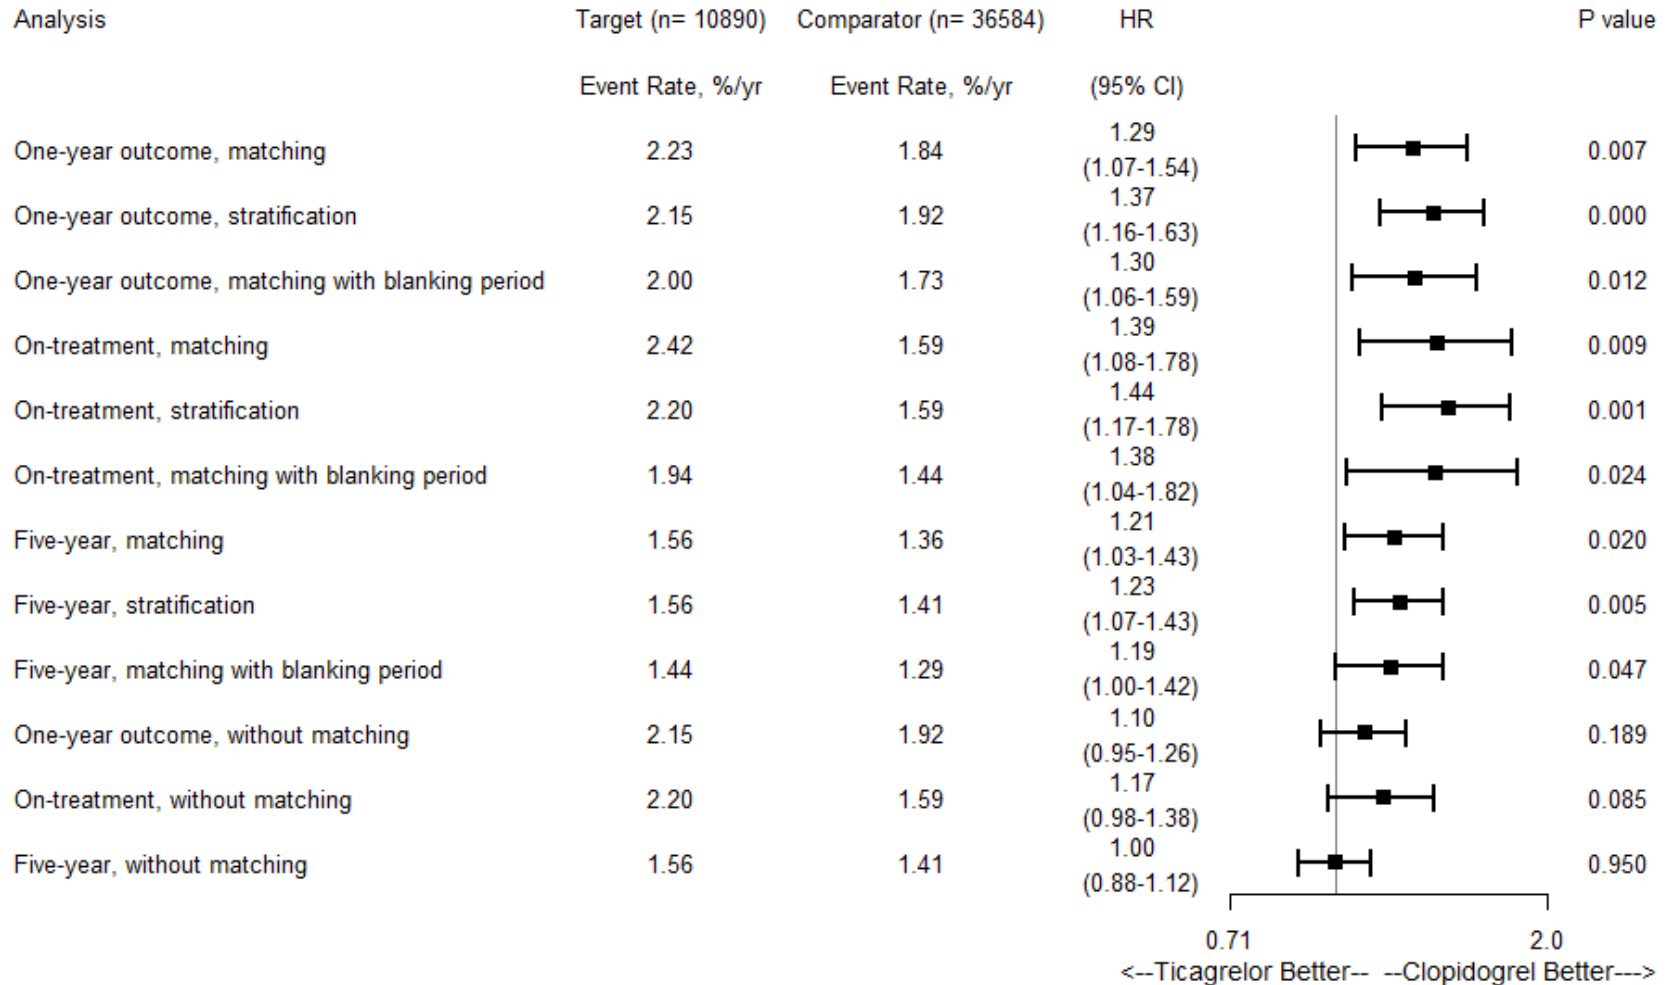 Analysis Target (n= 10890) Comparator (n= 36584) HR P value
Event Rate, %/yr Event Rate, %/yr (95% CI)
One-year outcome, matching 2.23 1.84 1.29 (1.07-1.54) 0.007
One-year outcome, stratification 2.15 1.92 1.37 (1.16-1.63) 0.000
One-year outcome, matching with blanking period 2.00 1.73 1.30 (1.06-1.59) 0.012
On-treatment, matching 2.42 1.59 1.39 (1.08-1.78) 0.009
On-treatment, stratification 2.20 1.59 1.44 (1.17-1.78) 0.001
On-treatment, matching with blanking period 1.94 1.44 1.38 (1.04-1.82) 0.024
Five-year, matching 1.56 1.36 1.21 (1.03-1.43) 0.020
Five-year, stratification 1.56 1.41 1.23 (1.07-1.43) 0.005
Five-year, matching with blanking period 1.44 1.29 1.19 (1.00-1.42) 0.047
One-year outcome, without matching 2.15 1.92 1.10 (0.95-1.26) 0.189
On-treatment, without matching 2.20 1.59 1.17 (0.98-1.38) 0.085
Five-year, without matching 1.56 1.41 1.00 (0.88-1.12) 0.950
0.71 2.0
<--Ticagrelor Better-- --Clopidogrel Better--->